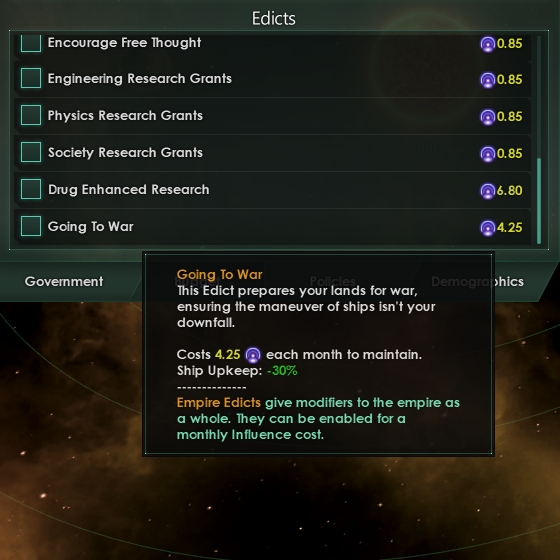 Edicts
Encourage Free Thought 0.85
Engineering Research Grants 0.85
Physics Research Grants 0.85
Society Research Grants 0.85
Drug Enhanced Research 6.80
Going To War 4.25
Government Policies Demographics
Going To War
This Edict prepares your lands for war,
ensuring the maneuver of ships isn't your
downfall.
Costs 4.25 each month to maintain.
Ship Upkeep: -30%
--------------
Empire Edicts give modifiers to the empire as
a whole. They can be enabled for a
monthly Influence cost.